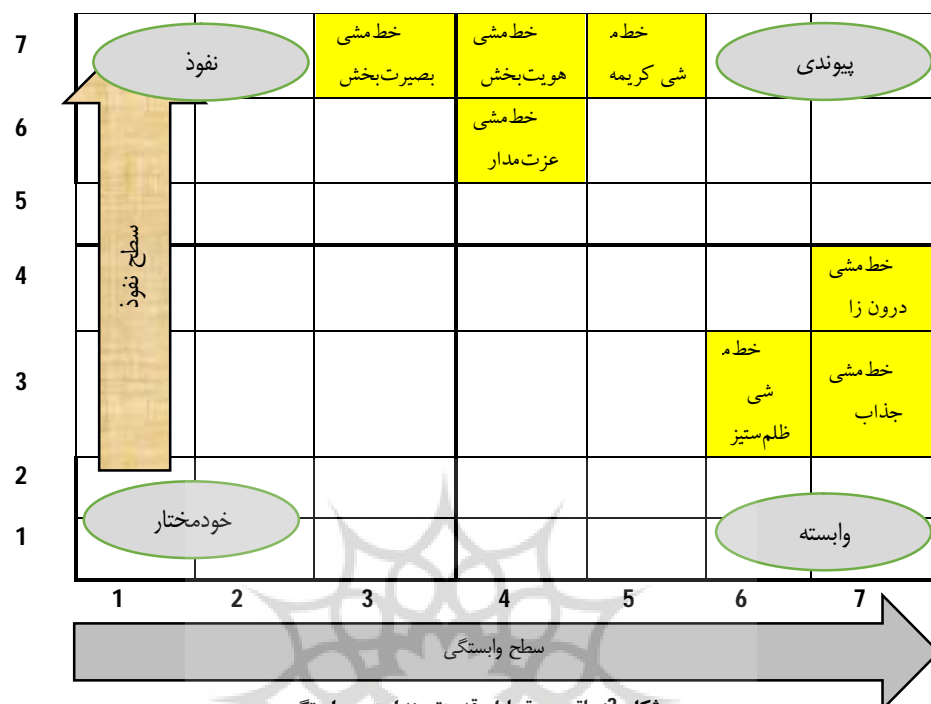 7
نفوذ
خط‌مشی
بصیرت‌بخش
خط‌مشی
هویت‌بخش
خط‌م
شی کریمه
پیوندی
6
خط‌مشی
عزت‌مدار
5
سطح نفوذ
4
خط‌مشی
درون زا
3
خط‌م
شی
ظلم‌ستیز
خط‌مشی
جذاب
2
خودمختار
وابسته
1
1 2 3 4 5 6 7
سطح وابستگی